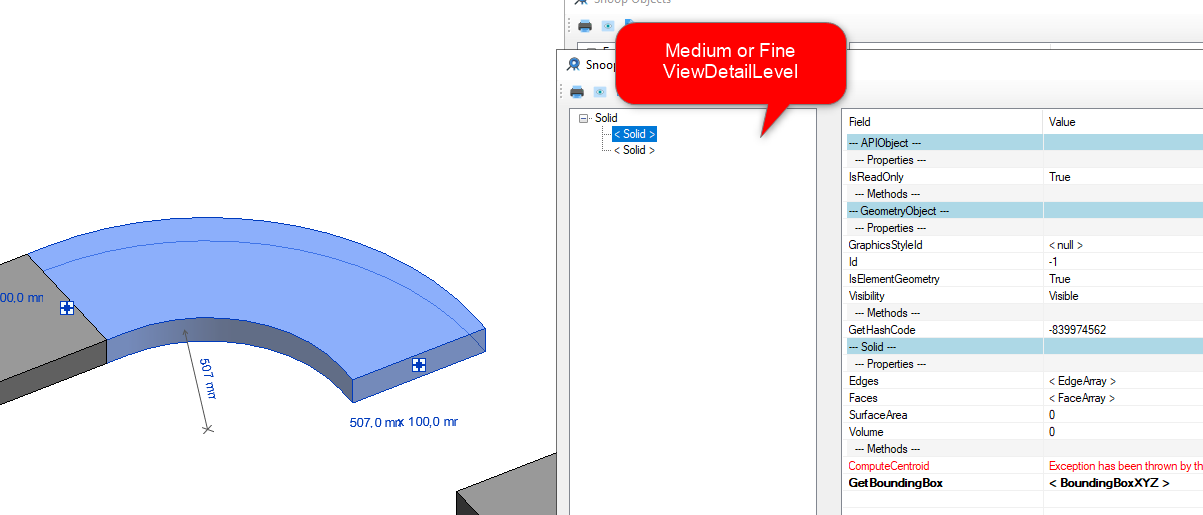 Snoop Objects
Medium or Fine
ViewDetailLevel
Solid
< Solid >
< Solid >
Field Value
--- APIObject ---
--- Properties ---
IsReadOnly True
--- Methods ---
--- GeometryObject ---
--- Properties ---
GraphicsStyleId < null >
Id -1
IsElementGeometry True
Visibility Visible
--- Methods ---
GetHashCode -839974562
--- Solid ---
--- Properties ---
Edges < EdgeArray >
Faces < FaceArray >
SurfaceArea 0
Volume 0
--- Methods ---
ComputeCentroid Exception has been thrown by th
GetBoundingBox < BoundingBoxXYZ >
00,0 mr
507 mm
507,0 mm x 100,0 mr